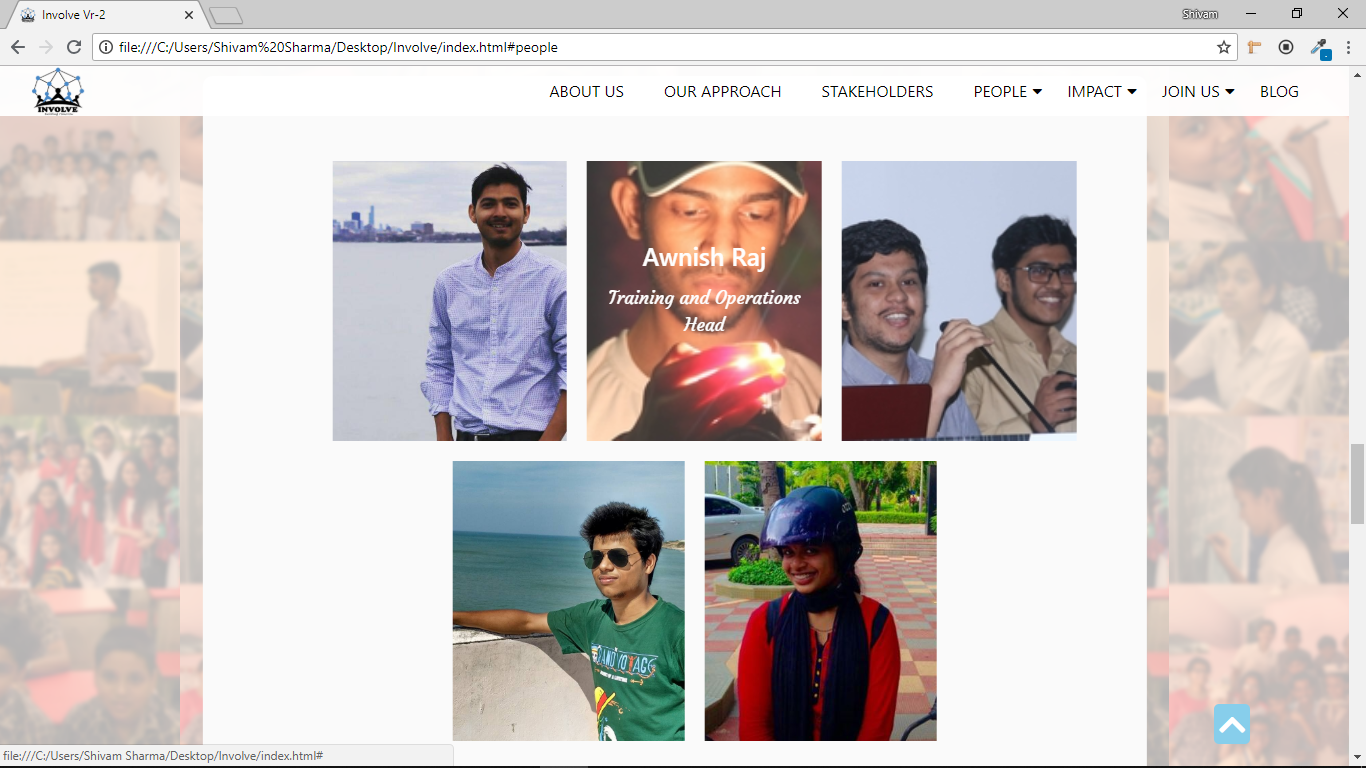 Involve Vr-2
Shivam
file:///C:/Users/Shivam%20Sharma/Desktop/Involve/index.html#people
INVOLVE
ABOUT US
OUR APPROACH
STAKEHOLDERS
PEOPLE
IMPACT
JOIN US
BLOG
Awnish Raj
Training and Operations
Head
file:///C:/Users/Shivam Sharma/Desktop/Involve/index.html#